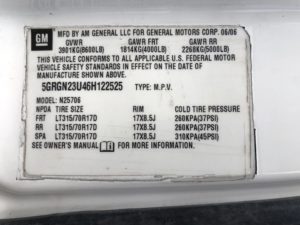 GM
MFD BY AM GENERAL LLC FOR GENERAL MOTORS CORP. 06/06
GVWR GAWR FRT GAWR RR
3901KG(8600LB) 1814KG(4000LB) 2268KG(5000LB)
THIS VEHICLE CONFORMS TO ALL APPLICABLE U.S. FEDERAL MOTOR
VEHICLE SAFETY STANDARDS IN EFFECT ON THE DATE OF
MANUFACTURE SHOWN ABOVE.
5GRGN23U46H122525 TYPE: M.P.V.
MODEL: N25706
NPDA TIRE SIZE RIM COLD TIRE PRESSURE
FRT LT315/70R17D 17X8.5J 260KPA(37PSI)
RR LT315/70R17D 17X8.5J 260KPA(37PSI)
SPA LT315/70R17D 17X8.5J 310KPA(45PSI)
SEE OWNER'S MANUAL FOR MORE INFORMATION.